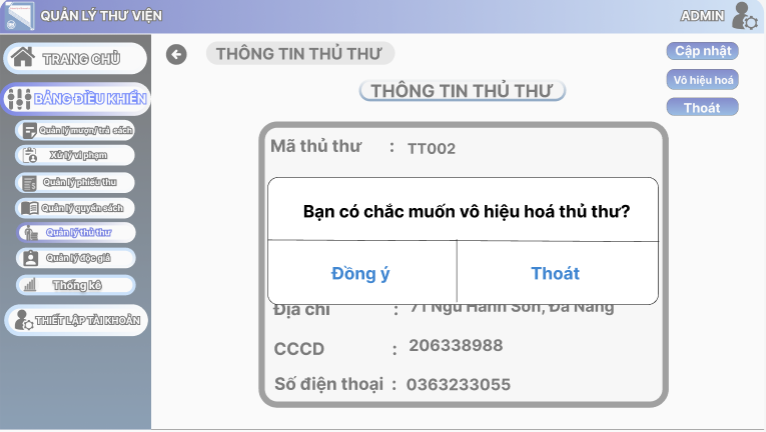 QUẢN LÝ THƯ VIỆN
ADMIN
TRANG CHỦ
BẢNG ĐIỀU KHIỂN
Quản lý mượn/trả sách
Xử lý vi phạm
Quản lý phiếu thu
Quản lý quyển sách
Quản lý thủ thư
Quản lý độc giả
Thống kê
THIẾT LẬP TÀI KHOẢN
THÔNG TIN THỦ THƯ
Cập nhật
Vô hiệu hoá
Thoát
THÔNG TIN THỦ THƯ
Mã thủ thư : TT002
Bạn có chắc muốn vô hiệu hoá thủ thư?
Đồng ý Thoát
Địa chỉ : 71 Ngũ Hành Sơn, Đà Nẵng
CCCD : 206338988
Số điện thoại : 0363233055